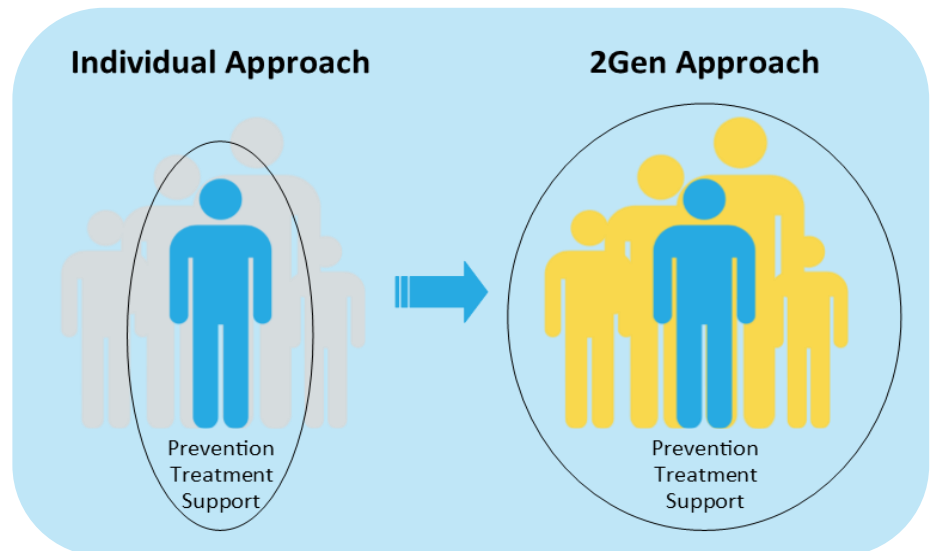 Individual Approach
2Gen Approach
Prevention
Treatment
Support
Prevention
Treatment
Support